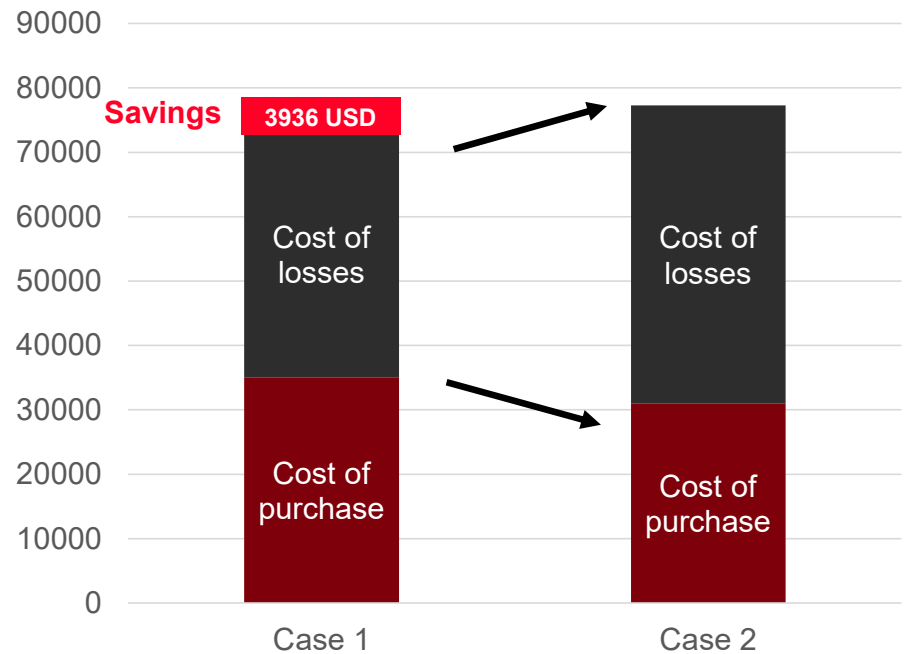 90000
80000
70000
60000
50000
40000
30000
20000
10000
0
Savings
3936 USD
Cost of
losses
Cost of
purchase
Cost of
losses
Cost of
purchase
Case 1
Case 2